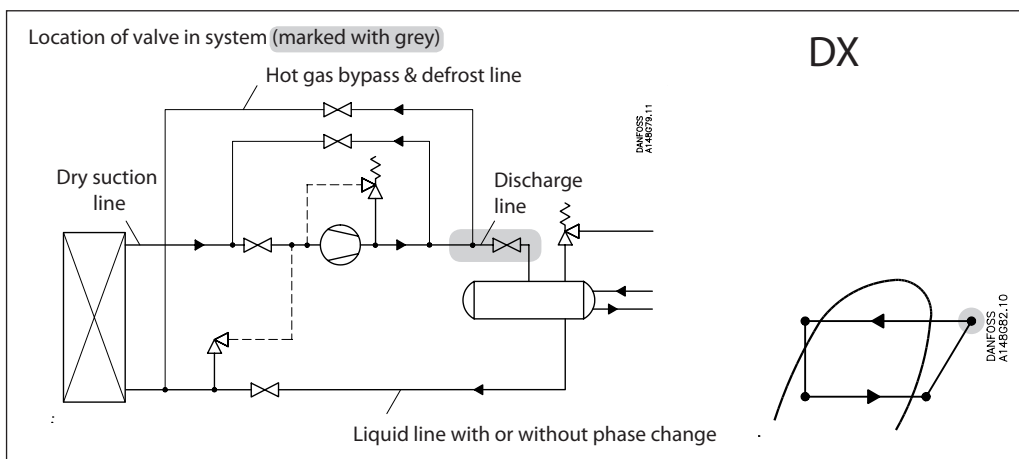 Location of valve in system (marked with grey)
DX
Hot gas bypass & defrost line
DANFOSS
A148G79.11
Dry suction
line
Discharge
line
DANFOSS
A148G82.10
Liquid line with or without phase change